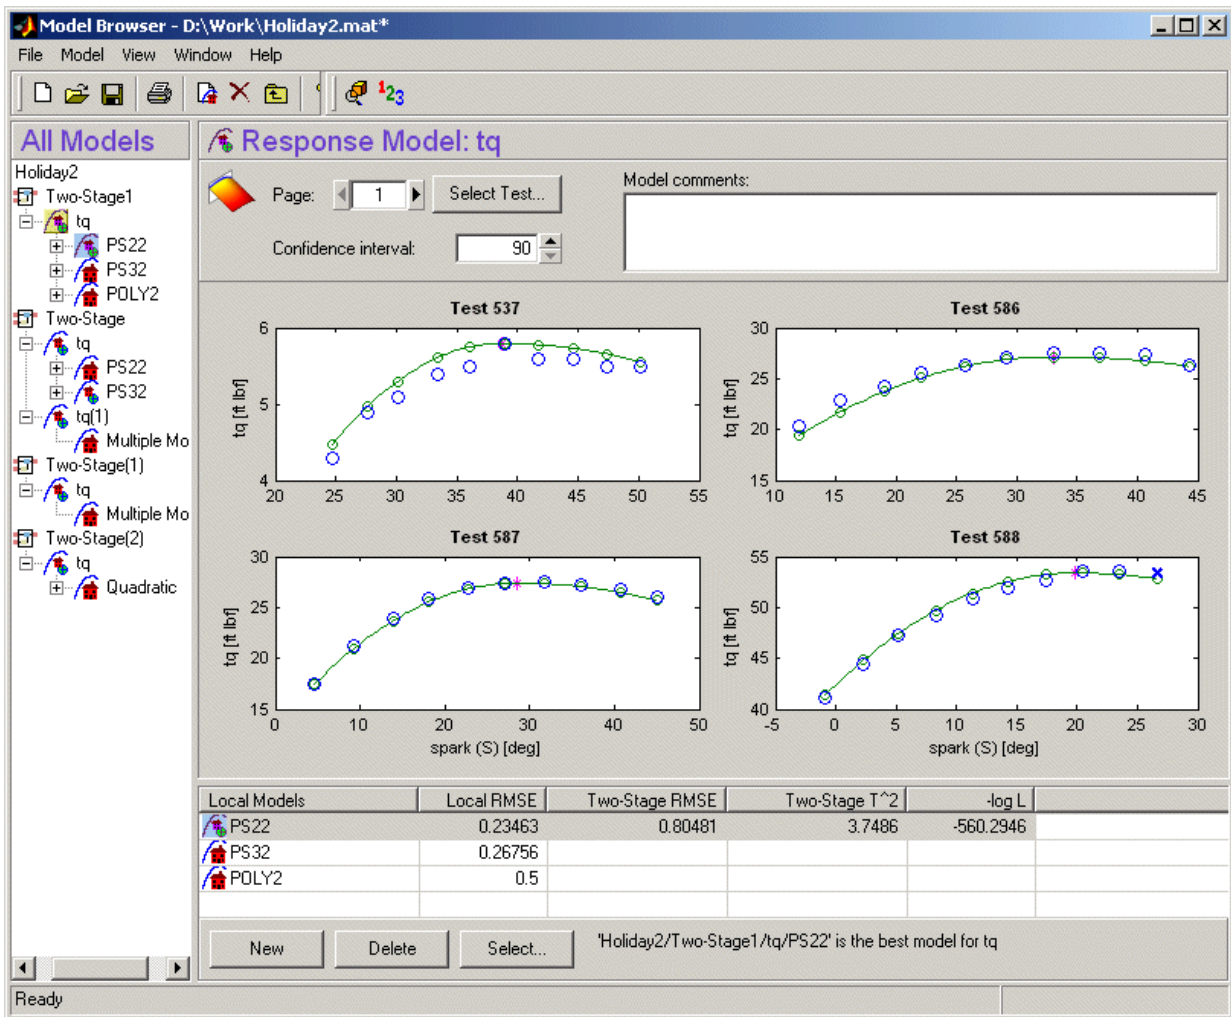 Model Browser - D:\Work\Holiday2.mat*
File Model View Window Help
1 2 3
All Models
Holiday2
Two-Stage1
tq
PS22
PS32
POLY2
Two-Stage
tq
PS22
PS32
tq(1)
Multiple Mo
Two-Stage(1)
tq
Multiple Mo
Two-Stage(2)
tq
Quadratic
Response Model: tq
Page: 1 Select Test...
Confidence interval: 90
Model comments:
Test 537
6
5
4
tq [ft lbf]
20 25 30 35 40 45 50 55
Test 586
30
25
20
15
tq [ft lbf]
10 15 20 25 30 35 40 45
Test 587
30
25
20
15
tq [ft lbf]
0 10 20 30 40 50
spark (S) [deg]
Test 588
55
50
45
40
tq [ft lbf]
-5 0 5 10 15 20 25 30
spark (S) [deg]
Local Models Local RMSE Two-Stage RMSE Two-Stage T^2 -log L
PS22 0.23463 0.80481 3.7486 -560.2946
PS32 0.26756
POLY2 0.5
New Delete Select... 'Holiday2/Two-Stage1/tq/PS22' is the best model for tq
Ready